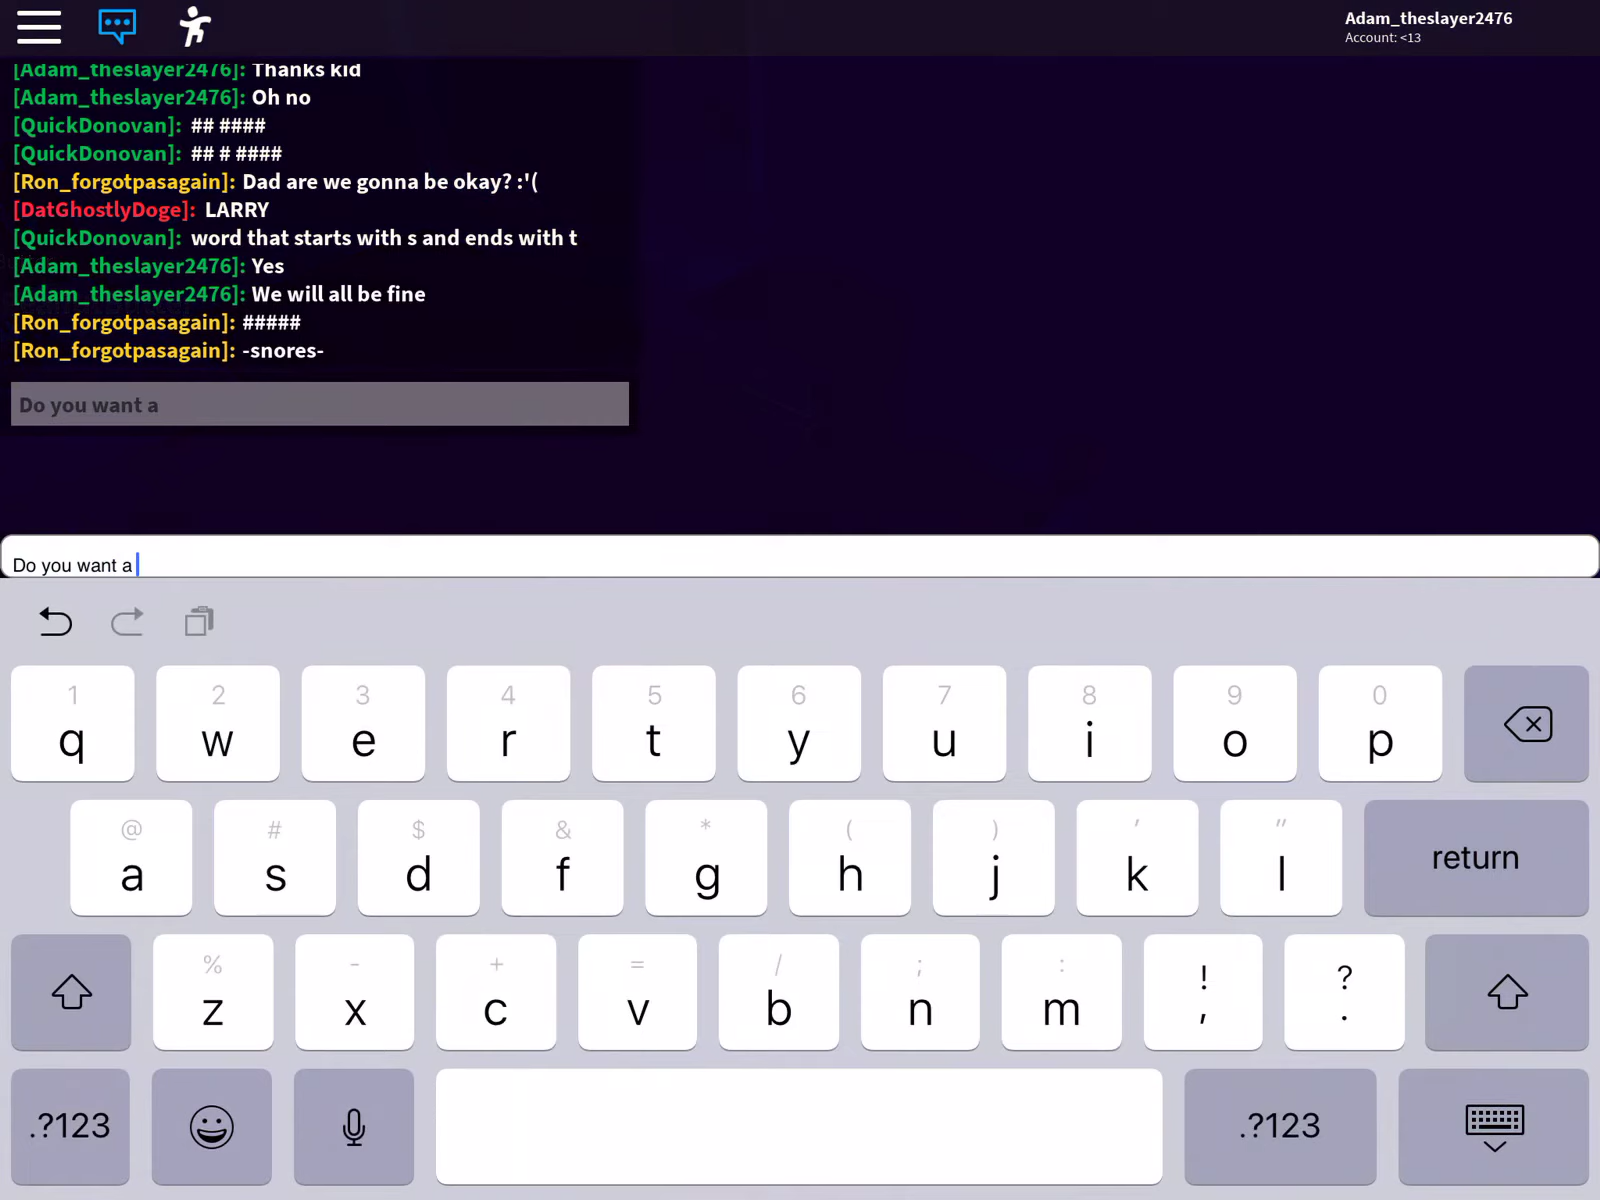 Adam_theslayer2476
Account: <13
[Adam_theslayer2476]: Thanks kid
[Adam_theslayer2476]: Oh no
[QuickDonovan]: ## ####
[QuickDonovan]: ## # ####
[Ron_forgotpasagain]: Dad are we gonna be okay? :'(
[DatGhostlyDoge]: LARRY
[QuickDonovan]: word that starts with s and ends with t
[Adam_theslayer2476]: Yes
[Adam_theslayer2476]: We will all be fine
[Ron_forgotpasagain]: #####
[Ron_forgotpasagain]: -snores-
Do you want a
Do you want a
1 2 3 4 5 6 7 8 9 0
q w e r t y u i o p
@ # $ & * ( ) ' "
a s d f g h j k l return
% - + = / ; : ! ?
z x c v b n m , .
.?123 .?123